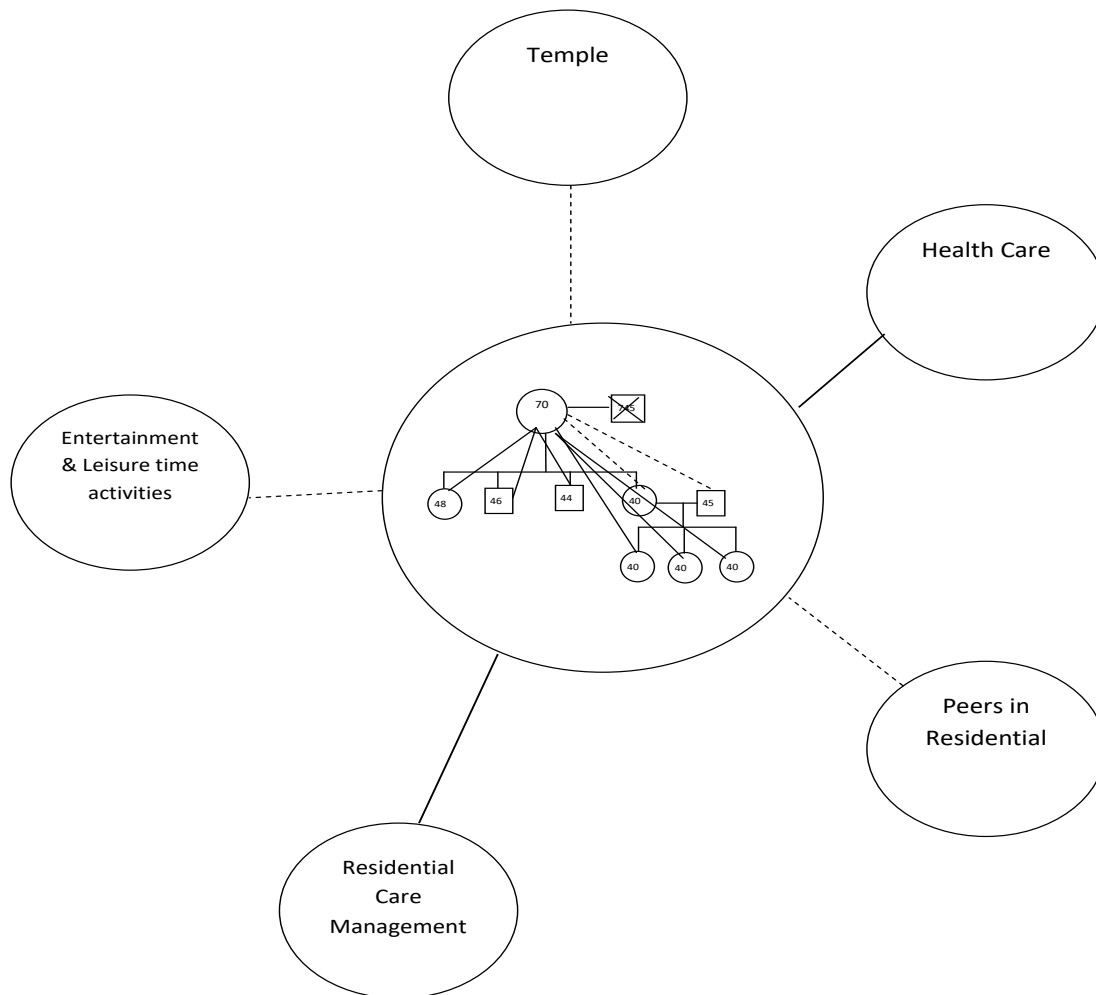 Temple
Health Care
Entertainment
& Leisure time
activities
70
48
46
44
40
45
40
40
40
Peers in
Residential
Residential
Care
Management